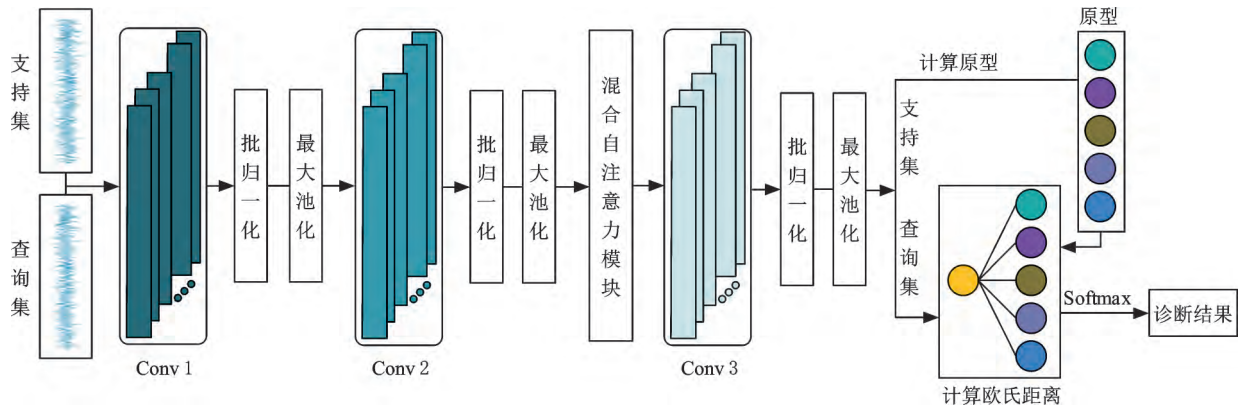 支持集
查询集
Conv 1
批归一化
最大池化
Conv 2
批归一化
最大池化
混合自注意力模块
Conv 3
批归一化
最大池化
支持集
查询集
计算原型
原型
计算欧氏距离
Softmax
诊断结果